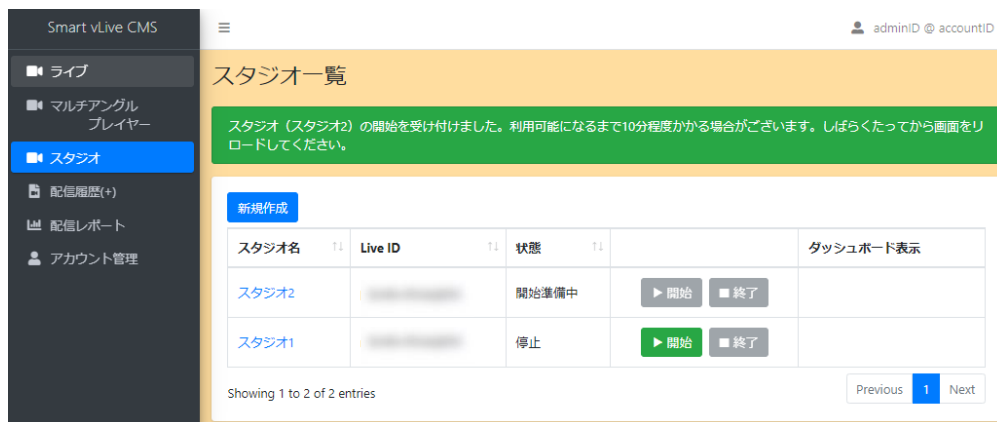 Smart vLive CMS
adminID @ accountID
ライブ
マルチアングル
プレイヤー
スタジオ
配信履歴(+)
配信レポート
アカウント管理
スタジオ一覧
スタジオ（スタジオ2）の開始を受け付けました。利用可能になるまで10分程度かかる場合がございます。しばらくたってから画面をリ
ロードしてください。
新規作成
スタジオ名 Live ID 状態 ダッシュボード表示
スタジオ2 開始準備中 開始 終了
スタジオ1 停止 開始 終了
Showing 1 to 2 of 2 entries
Previous 1 Next